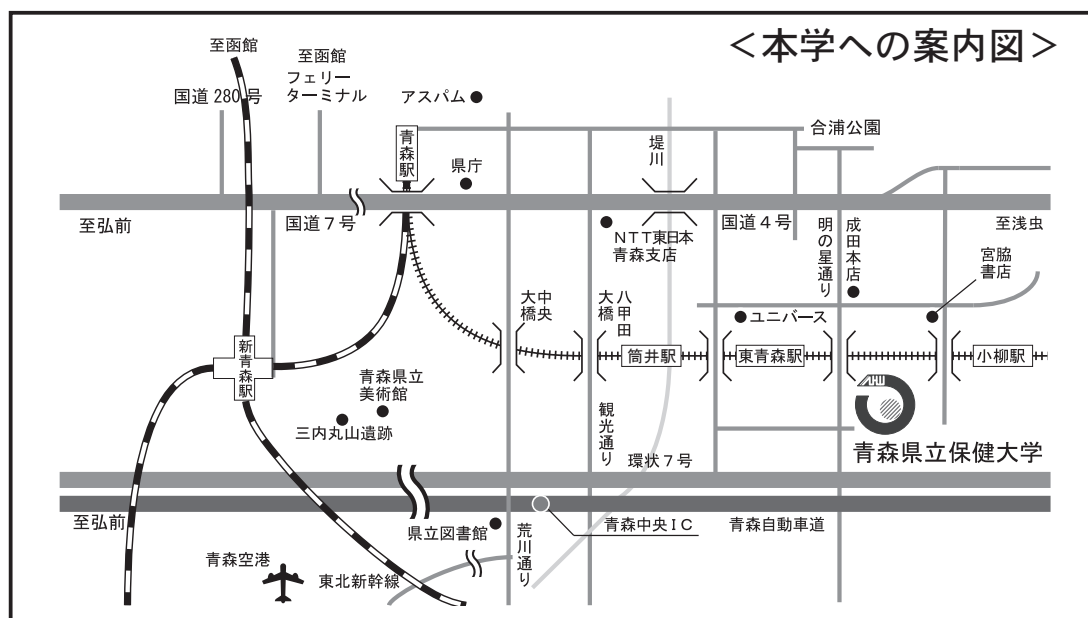 ＜本学への案内図＞
至函館
至函館
フェリー
ターミナル
国道280号
アスパム
青森駅
県庁
堤川
合浦公園
至弘前
国道7号
NTT東日本
青森支店
国道4号
明の星通り
成田本店
至浅虫
宮脇
書店
中央
大橋
八甲田
大橋
ユニバース
新青森駅
筒井駅
東青森駅
小柳駅
青森県立
美術館
三内丸山遺跡
観光通り
環状7号
AUHW
青森県立保健大学
至弘前
県立図書館
荒川通り
青森中央IC
青森自動車道
青森空港
東北新幹線